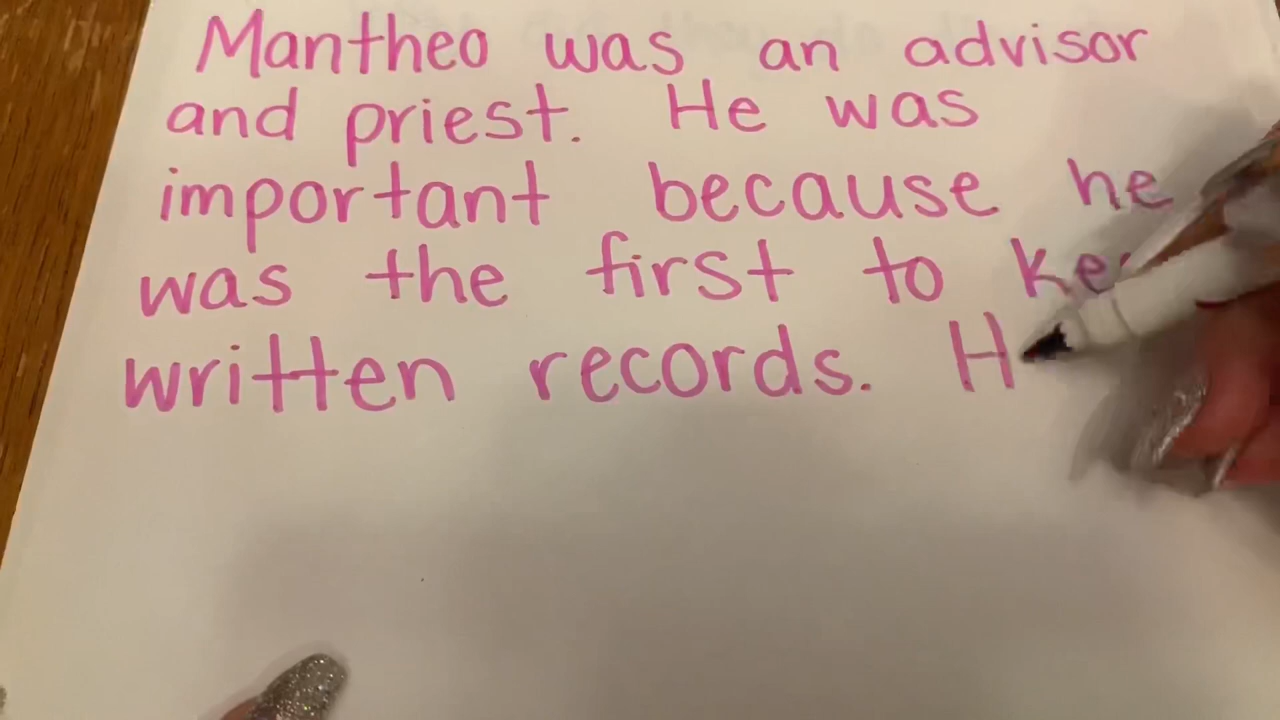 Mantheo was an advisor
and priest. He was
important because he
was the first to
written records. H